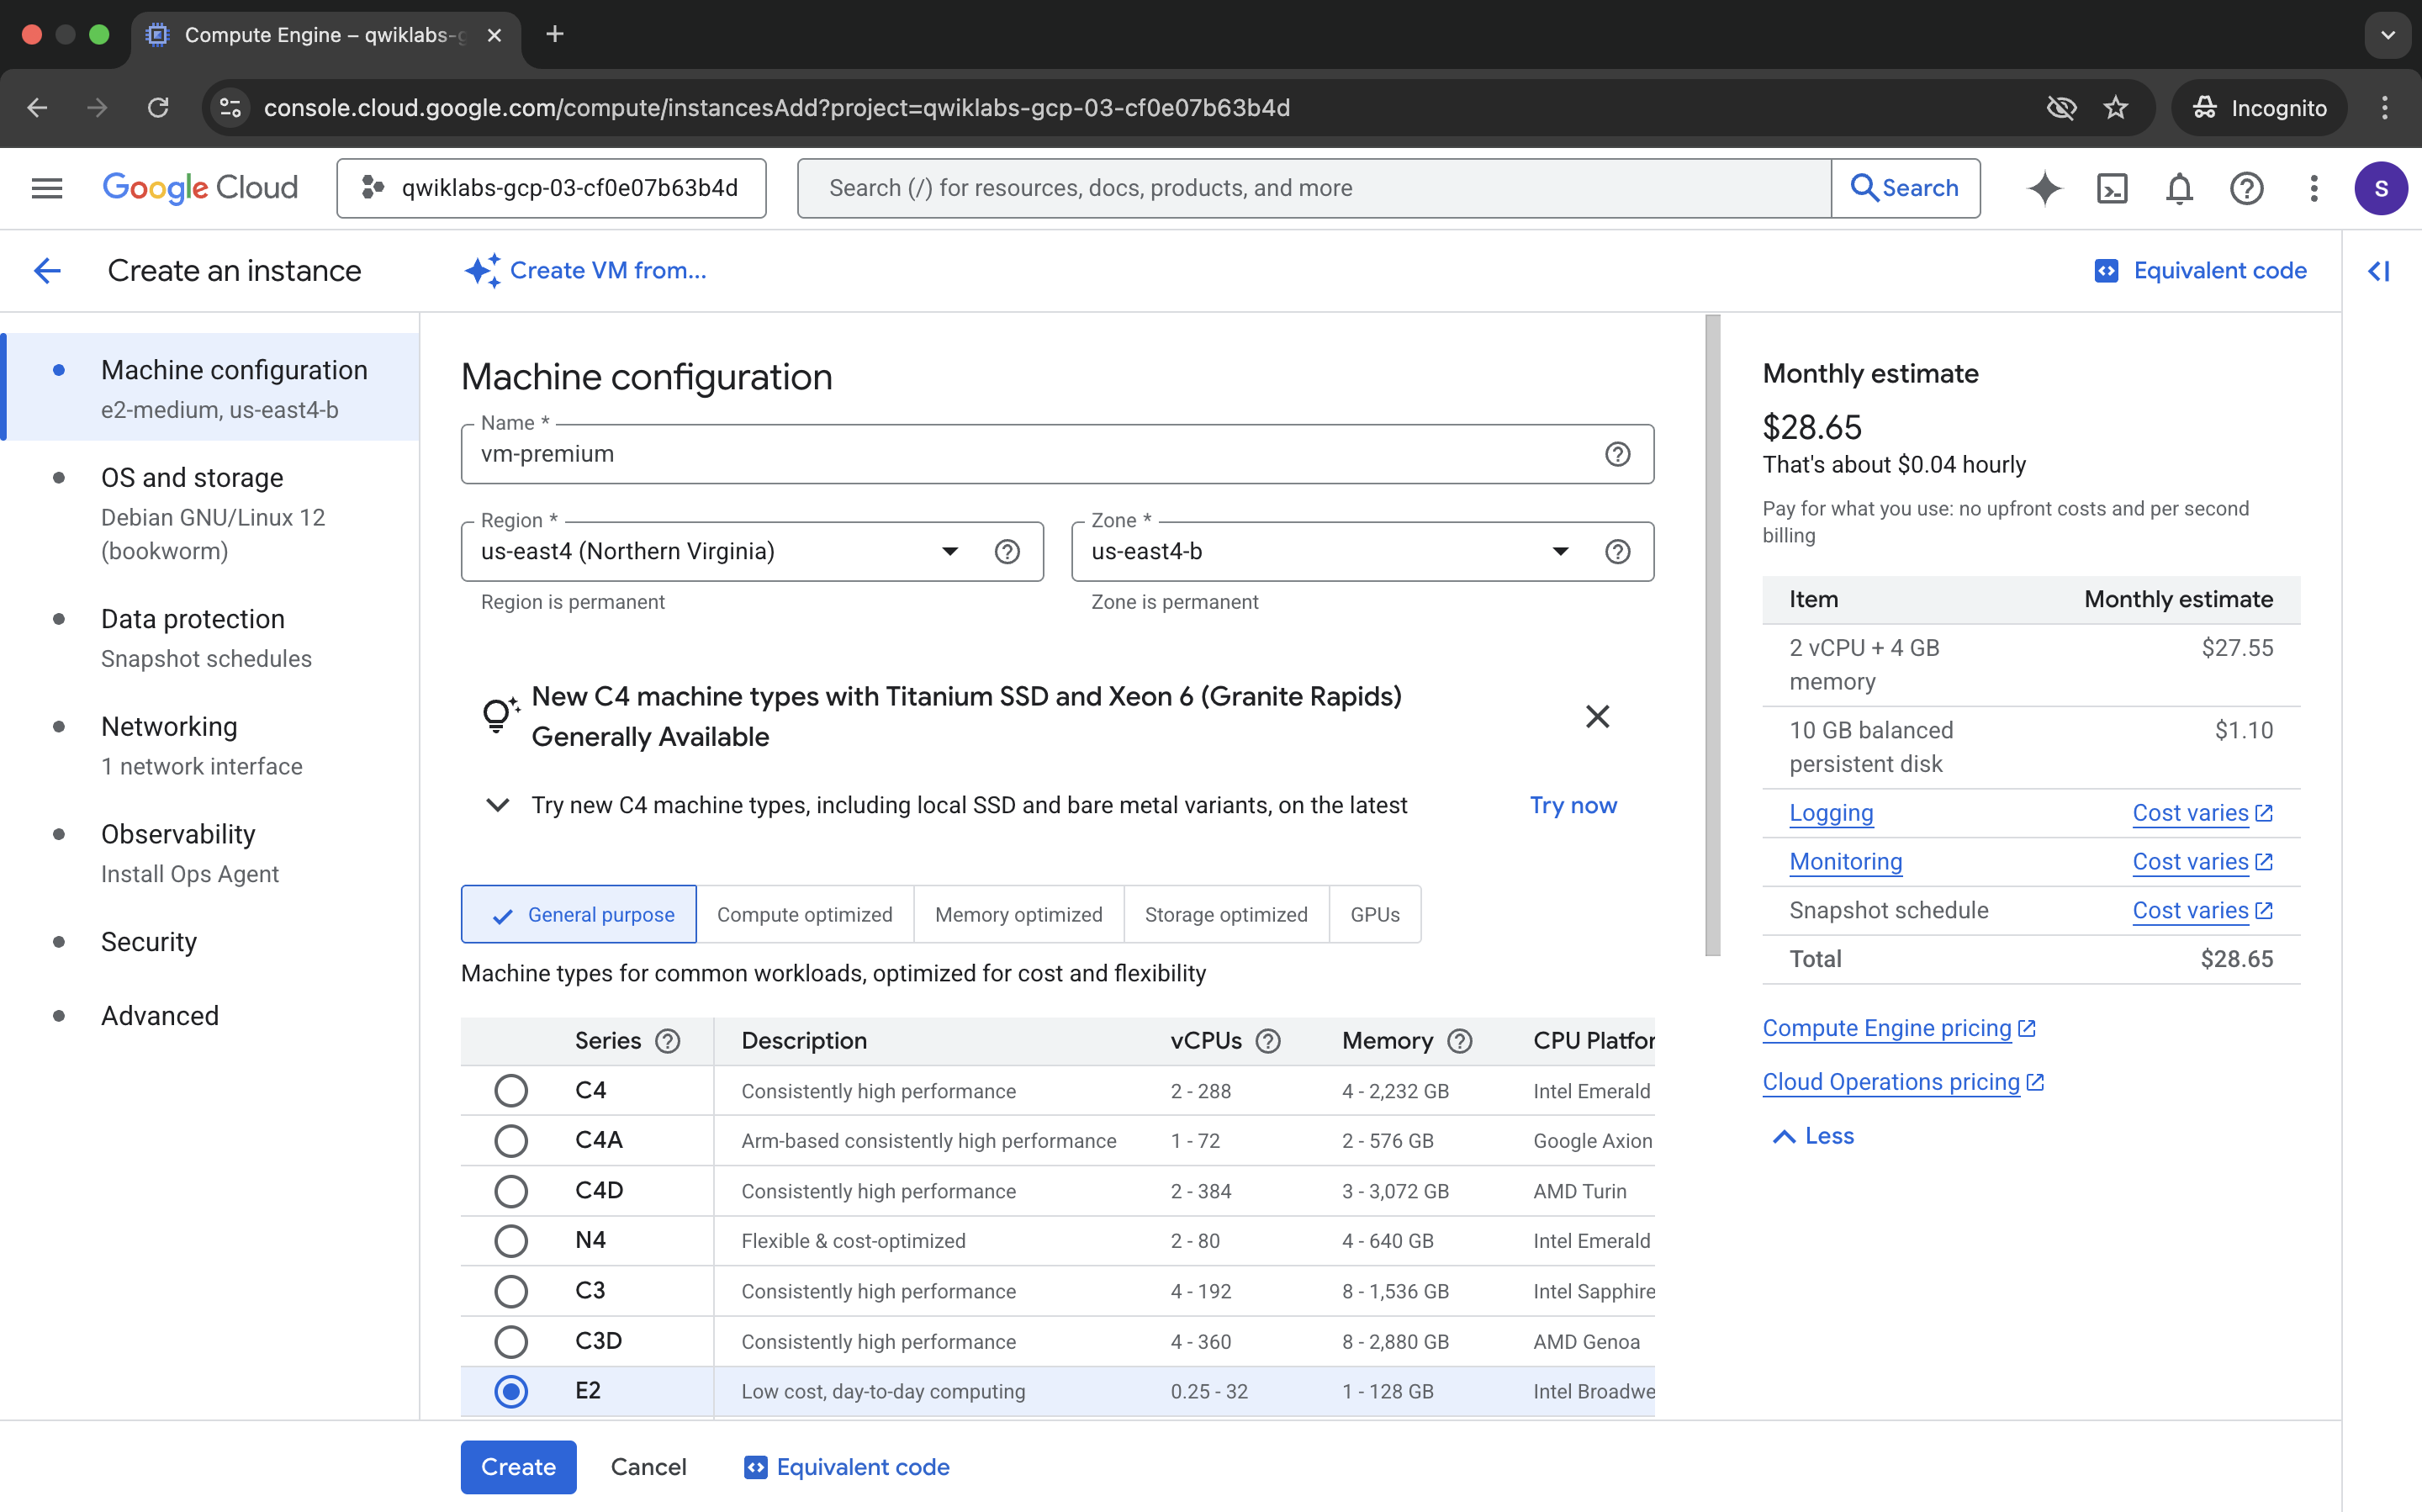 Compute Engine – qwiklabs-g
console.cloud.google.com/compute/instancesAdd?project=qwiklabs-gcp-03-cf0e07b63b4d
Incognito
Google Cloud
qwiklabs-gcp-03-cf0e07b63b4d
Search (/) for resources, docs, products, and more
Search
S
Create an instance
Create VM from...
Equivalent code
Machine configuration
e2-medium, us-east4-b
OS and storage
Debian GNU/Linux 12
(bookworm)
Data protection
Snapshot schedules
Networking
1 network interface
Observability
Install Ops Agent
Security
Advanced
Machine configuration
Name *
vm-premium
Region *
us-east4 (Northern Virginia)
Region is permanent
Zone *
us-east4-b
Zone is permanent
New C4 machine types with Titanium SSD and Xeon 6 (Granite Rapids)
Generally Available
Try new C4 machine types, including local SSD and bare metal variants, on the latest
Try now
General purpose
Compute optimized
Memory optimized
Storage optimized
GPUs
Machine types for common workloads, optimized for cost and flexibility
Series Description vCPUs Memory CPU Platfor
C4 Consistently high performance 2 - 288 4 - 2,232 GB Intel Emerald
C4A Arm-based consistently high performance 1 - 72 2 - 576 GB Google Axion
C4D Consistently high performance 2 - 384 3 - 3,072 GB AMD Turin
N4 Flexible & cost-optimized 2 - 80 4 - 640 GB Intel Emerald
C3 Consistently high performance 4 - 192 8 - 1,536 GB Intel Sapphire
C3D Consistently high performance 4 - 360 8 - 2,880 GB AMD Genoa
E2 Low cost, day-to-day computing 0.25 - 32 1 - 128 GB Intel Broadwe
Create
Cancel
Equivalent code
Monthly estimate
$28.65
That's about $0.04 hourly
Pay for what you use: no upfront costs and per second
billing
Item Monthly estimate
2 vCPU + 4 GB $27.55
memory
10 GB balanced $1.10
persistent disk
Logging Cost varies
Monitoring Cost varies
Snapshot schedule Cost varies
Total $28.65
Compute Engine pricing
Cloud Operations pricing
Less